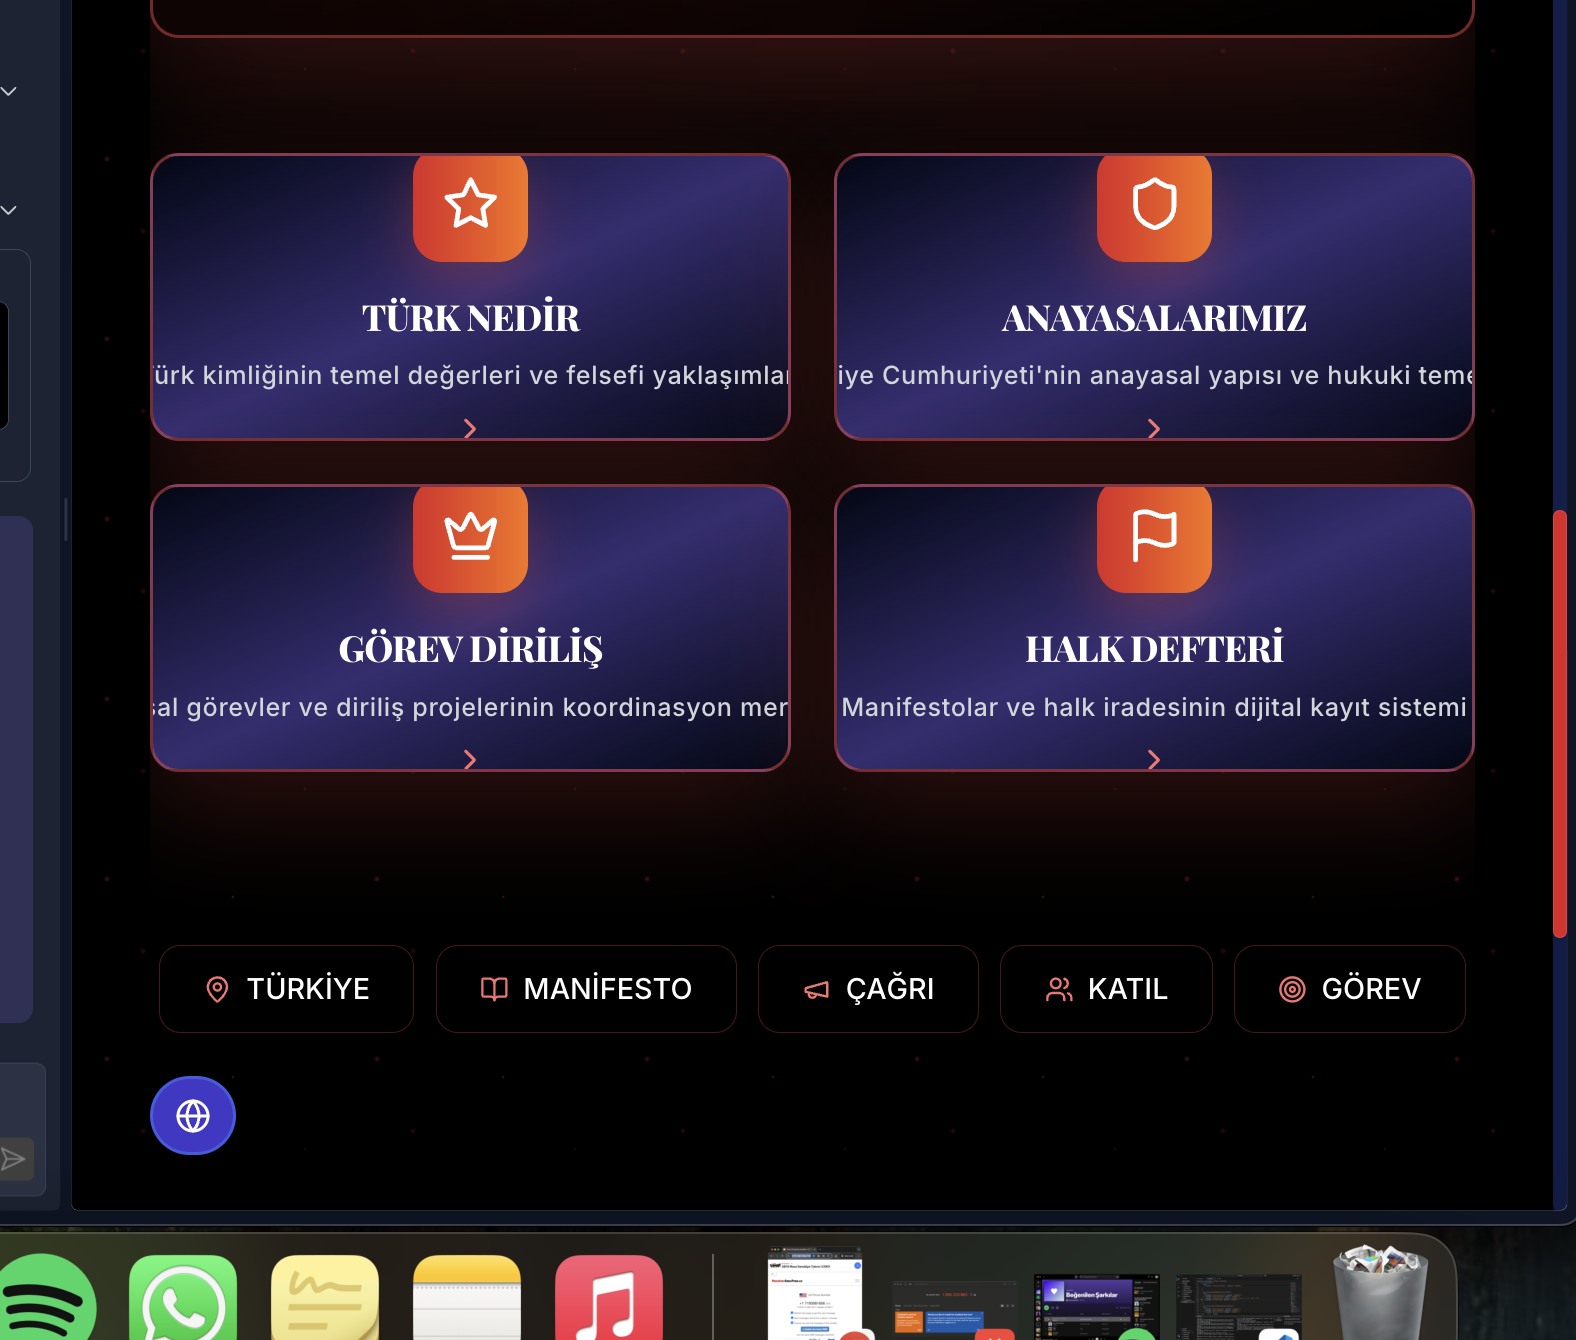 TÜRK NEDİR
ürk kimliğinin temel değerleri ve felsefi yaklaşımlar
ANAYASALARIMIZ
iye Cumhuriyeti'nin anayasal yapısı ve hukuki teme
GÖREV DİRİLİŞ
sal görevler ve diriliş projelerinin koordinasyon mer
HALK DEFTERİ
Manifestolar ve halk iradesinin dijital kayıt sistemi
TÜRKİYE
MANİFESTO
ÇAĞRI
KATIL
GÖREV
Beğenilen Şarkılar